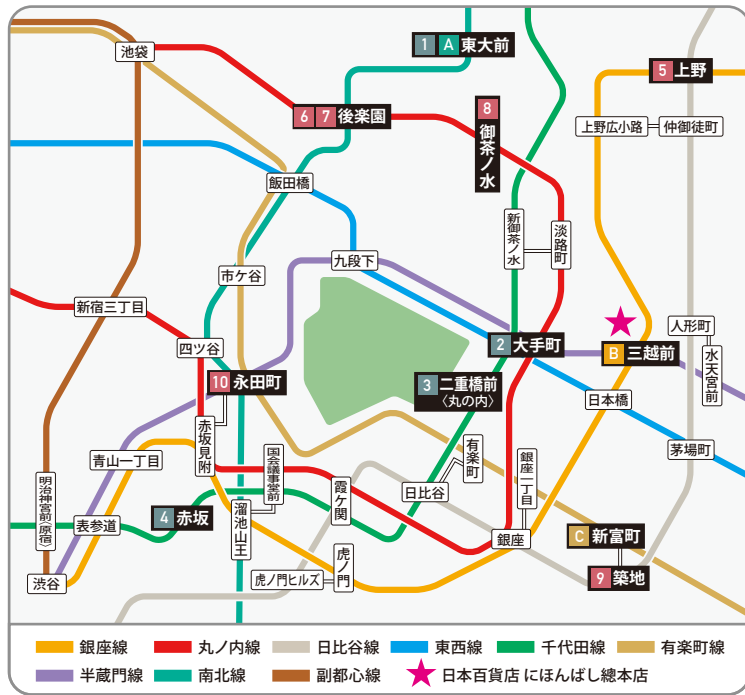 1 A 東大前
池袋
5 上野
6 7 後楽園
8 御茶ノ水
上野広小路
仲御徒町
飯田橋
新御茶ノ水
淡路町
九段下
市ケ谷
新宿三丁目
人形町
水天宮前
四ツ谷
2 大手町
B 三越前
10 永田町
3 二重橋前
〈丸の内〉
日本橋
赤坂見附
茅場町
青山一丁目
国会議事堂前
有楽町
銀座一丁目
明治神宮前〈原宿〉
霞ケ関
日比谷
表参道
4 赤坂
溜池山王
銀座
C 新富町
渋谷
虎ノ門ヒルズ
虎ノ門
9 築地
銀座線
丸ノ内線
日比谷線
東西線
千代田線
有楽町線
半蔵門線
南北線
副都心線
日本百貨店 にほんばし總本店